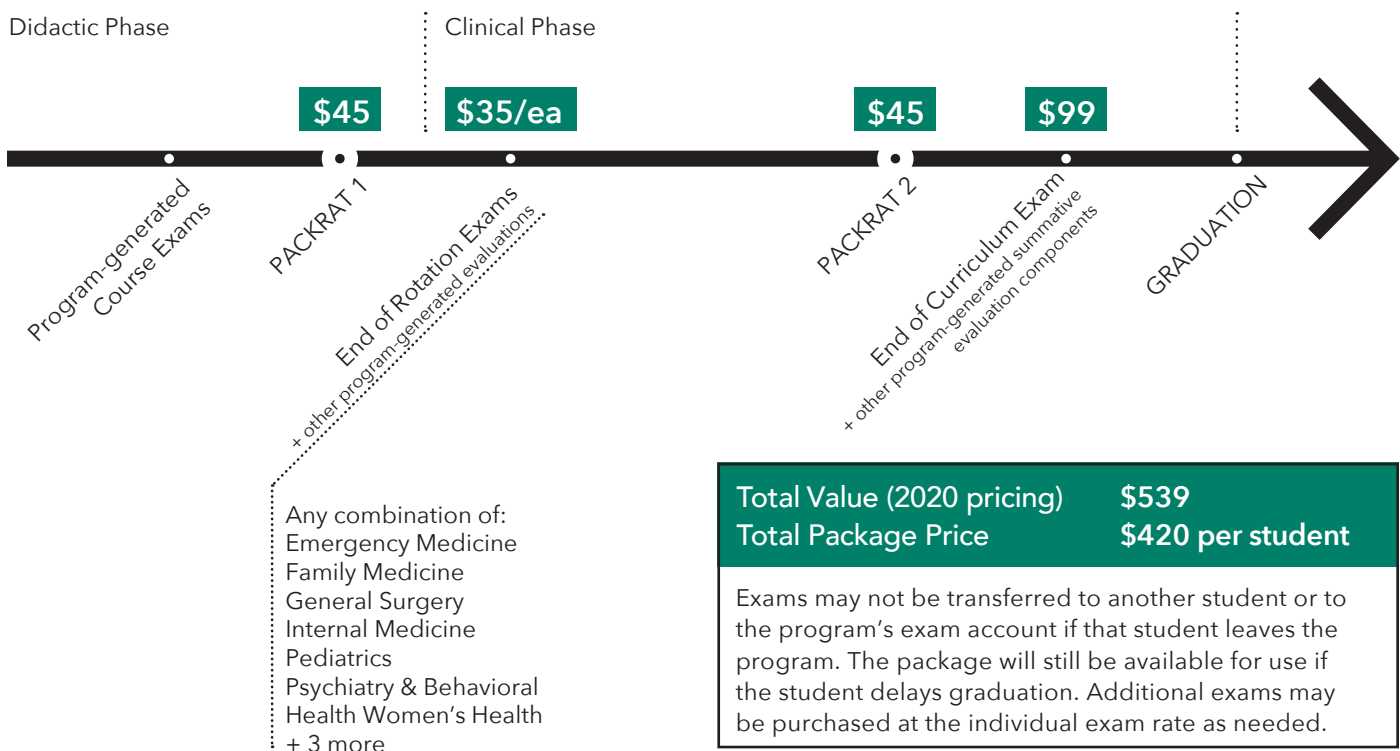 Didactic Phase
Clinical Phase
$45
$35/ea
$45
$99
Program-generated
Course Exams
PACKRAT 1
End of Rotation Exams
+ other program-generated evaluations
PACKRAT 2
End of Curriculum Exam
+ other program-generated summative
evaluation components
GRADUATION
Any combination of:
Emergency Medicine
Family Medicine
General Surgery
Internal Medicine
Pediatrics
Psychiatry & Behavioral
Health Women's Health
+ 3 more
Total Value (2020 pricing) $539
Total Package Price $420 per student
Exams may not be transferred to another student or to
the program's exam account if that student leaves the
program. The package will still be available for use if
the student delays graduation. Additional exams may
be purchased at the individual exam rate as needed.